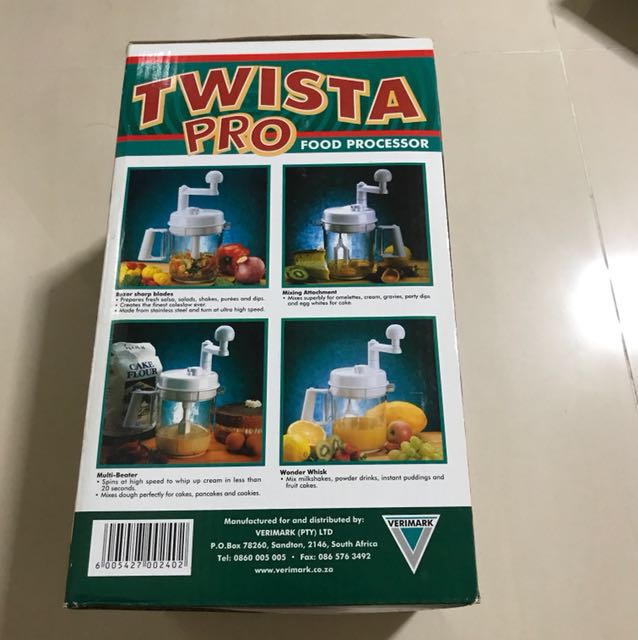 TWISTA
PRO FOOD PROCESSOR
Razor sharp blades
• Prepares fresh salsa, salads, shakes, purées and dips.
• Creates the finest coleslaw ever.
• Made from stainless steel and turn at ultra high speed.
Mixing Attachment
• Mixes superbly for omelettes, cream, gravies, party dips
and egg whites for cake.
CAKE
FLOUR
Multi-Beater
• Spins at high speed to whip up cream in less than
20 seconds.
• Mixes dough perfectly for cakes, pancakes and cookies.
Wonder Whisk
• Mix milkshakes, powder drinks, instant puddings and
fruit cakes.
Manufactured for and distributed by:
VERIMARK (PTY) LTD
P.O.Box 78260, Sandton, 2146, South Africa
Tel: 0860 005 005 • Fax: 086 576 3492
www.verimark.co.za
VERIMARK
6 005427 002402